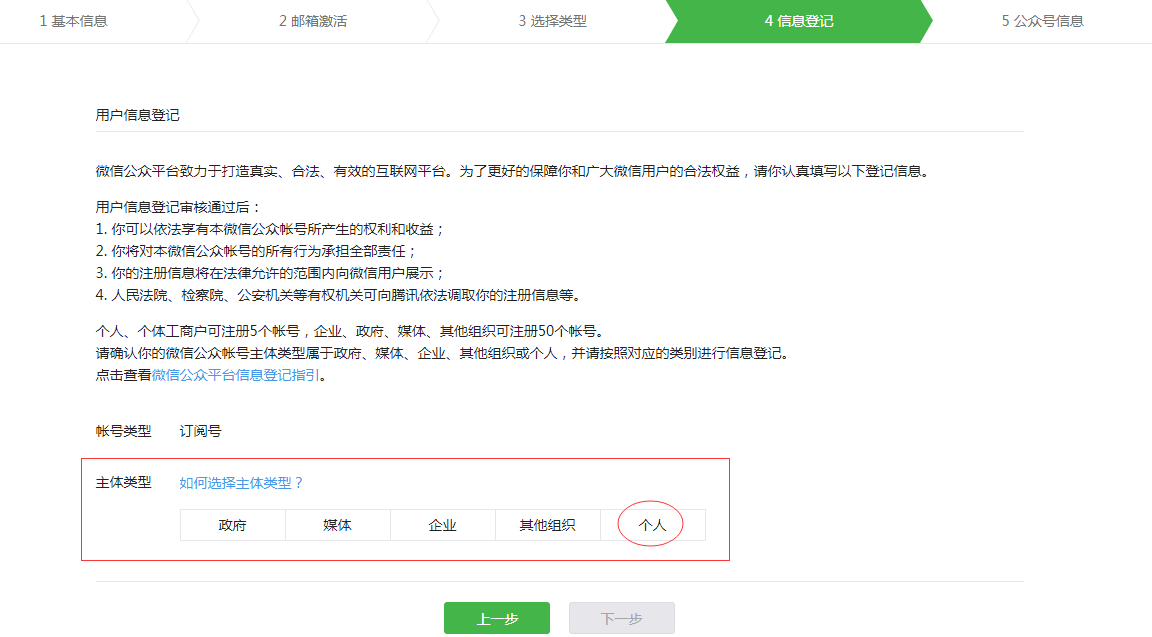 1 基本信息
2 邮箱激活
3 选择类型
4 信息登记
5 公众号信息
用户信息登记
微信公众平台致力于打造真实、合法、有效的互联网平台。为了更好的保障你和广大微信用户的合法权益，请你认真填写以下登记信息。
用户信息登记审核通过后：
1. 你可以依法享有本微信公众帐号所产生的权利和收益；
2. 你将对本微信公众帐号的所有行为承担全部责任；
3. 你的注册信息将在法律允许的范围内向微信用户展示；
4. 人民法院、检察院、公安机关等有权机关可向腾讯依法调取你的注册信息等。
个人、个体工商户可注册5个帐号，企业、政府、媒体、其他组织可注册50个帐号。
请确认你的微信公众帐号主体类型属于政府、媒体、企业、其他组织或个人，并请按照对应的类别进行信息登记。
点击查看微信公众平台信息登记指引。
帐号类型 订阅号
主体类型 如何选择主体类型？
政府 媒体 企业 其他组织 个人
上一步 下一步